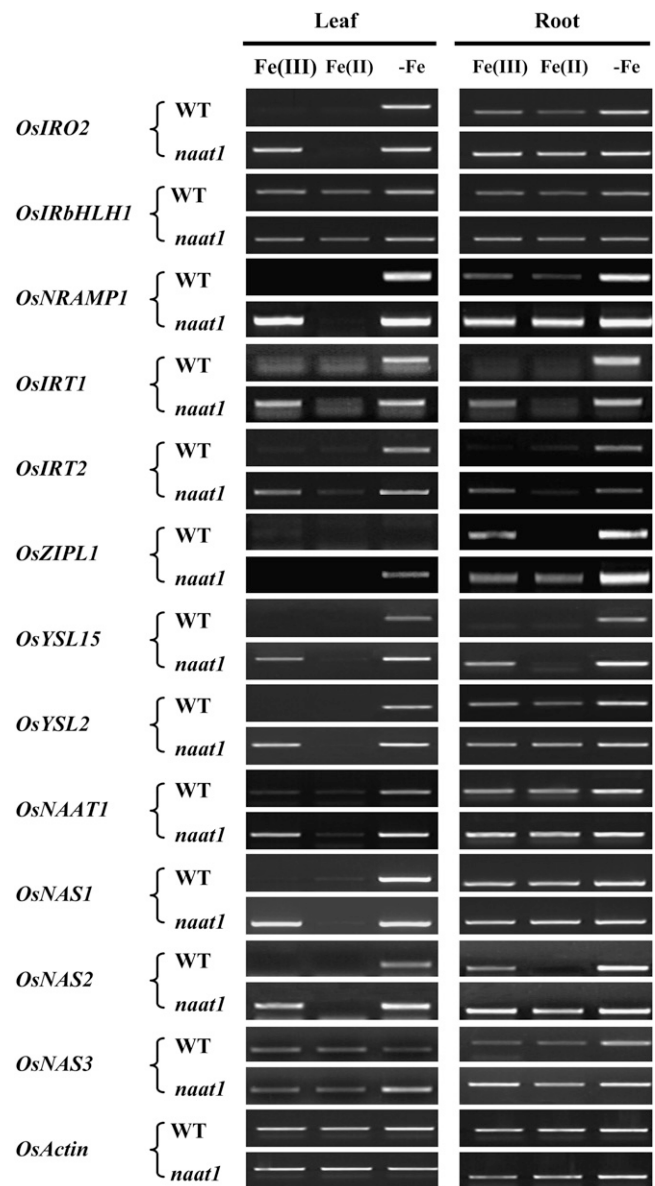 Leaf Root
Fe(III) Fe(II) -Fe Fe(III) Fe(II) -Fe
OsIRO2 WT
naat1
OsIRbHLH1 WT
naat1
OsNRAMP1 WT
naat1
OsIRT1 WT
naat1
OsIRT2 WT
naat1
OsZIPL1 WT
naat1
OsYSL15 WT
naat1
OsYSL2 WT
naat1
OsNAAT1 WT
naat1
OsNAS1 WT
naat1
OsNAS2 WT
naat1
OsNAS3 WT
naat1
OsActin WT
naat1